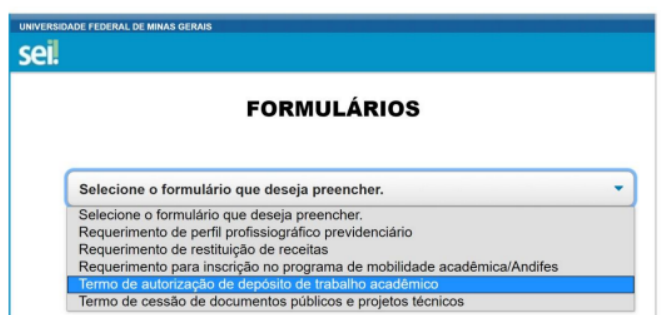 UNIVERSIDADE FEDERAL DE MINAS GERAIS
sei!
FORMULÁRIOS
Selecione o formulário que deseja preencher.
Selecione o formulário que deseja preencher.
Requerimento de perfil profissiográfico previdenciário
Requerimento de restituição de receitas
Requerimento para inscrição no programa de mobilidade acadêmica/Andifes
Termo de autorização de depósito de trabalho acadêmico
Termo de cessão de documentos públicos e projetos técnicos